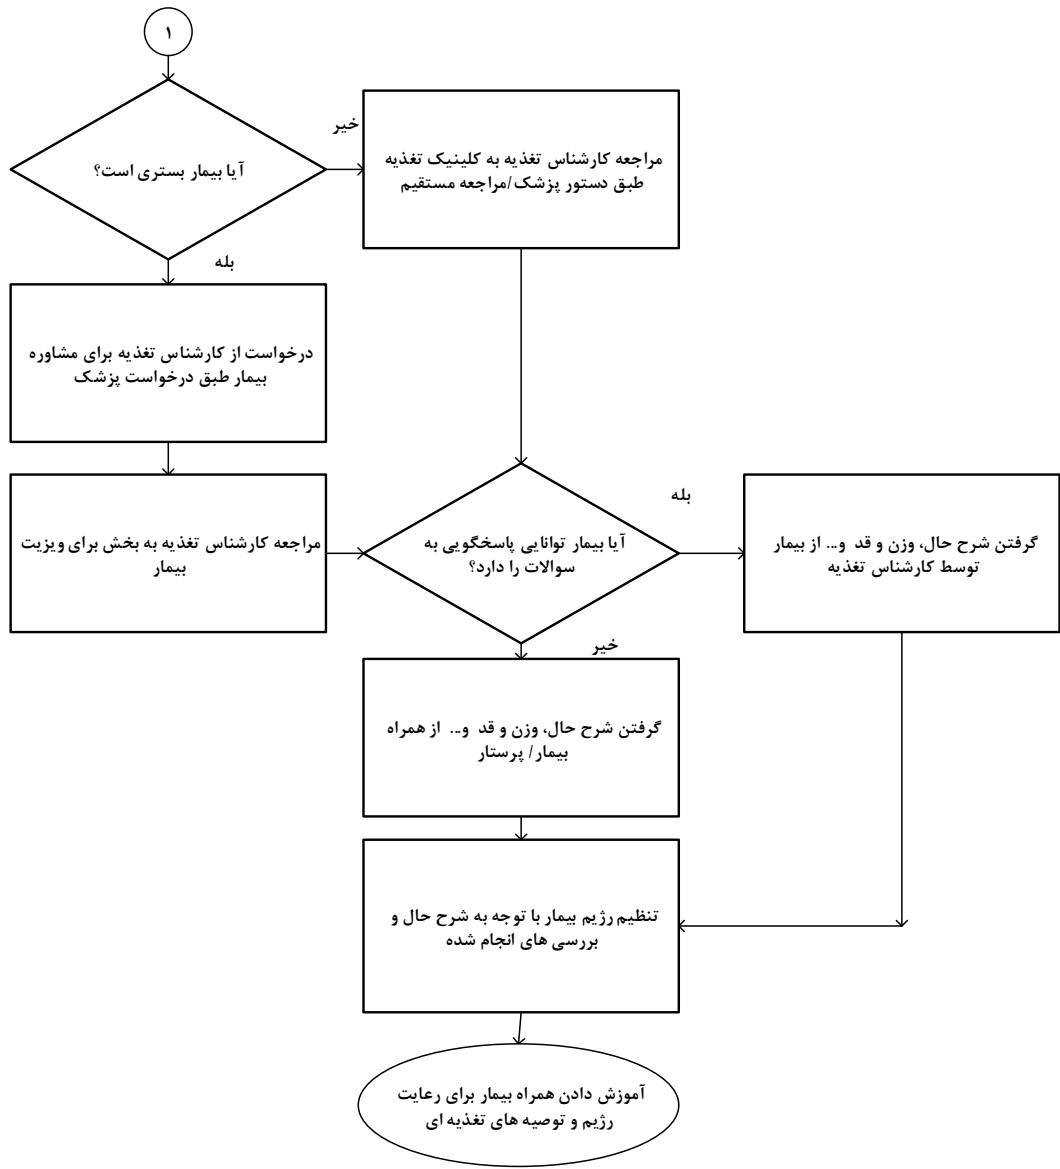 ۱
آیا بیمار بستری است؟
خیر
مراجعه کارشناس تغذیه به کلینیک تغذیه
طبق دستور پزشک/مراجعه مستقیم
بله
درخواست از کارشناس تغذیه برای مشاوره
بیمار طبق درخواست پزشک
مراجعه کارشناس تغذیه به بخش برای ویزیت
بیمار
آیا بیمار توانایی پاسخگویی به
سوالات را دارد؟
بله
گرفتن شرح حال، وزن و قد و... از بیمار
توسط کارشناس تغذیه
خیر
گرفتن شرح حال، وزن و قد و... از همراه
بیمار/ پرستار
تنظیم رژیم بیمار با توجه به شرح حال و
بررسی های انجام شده
آموزش دادن همراه بیمار برای رعایت
رژیم و توصیه های تغذیه ای